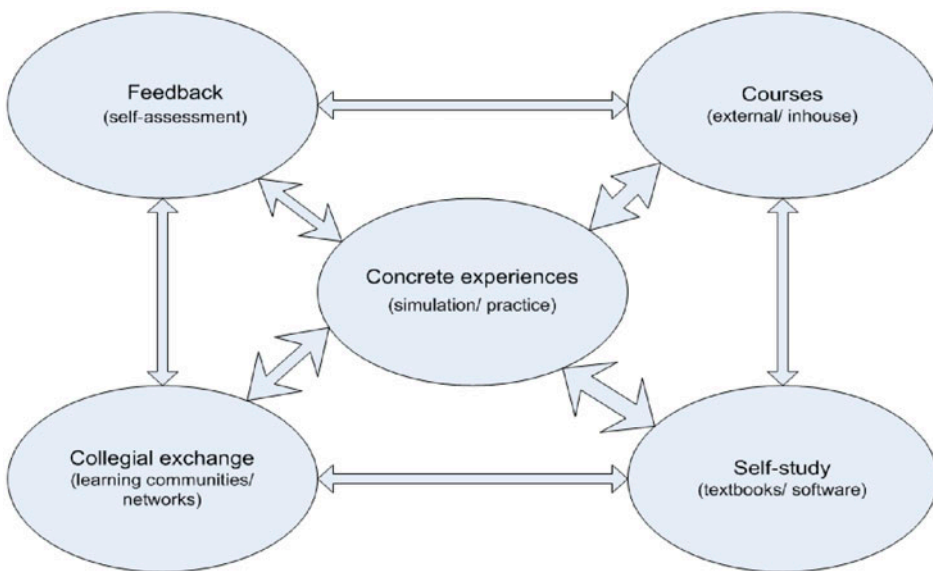 Feedback
(self-assessment)
Courses
(external/ inhouse)
Concrete experiences
(simulation/ practice)
Collegial exchange
(learning communities/
networks)
Self-study
(textbooks/ software)